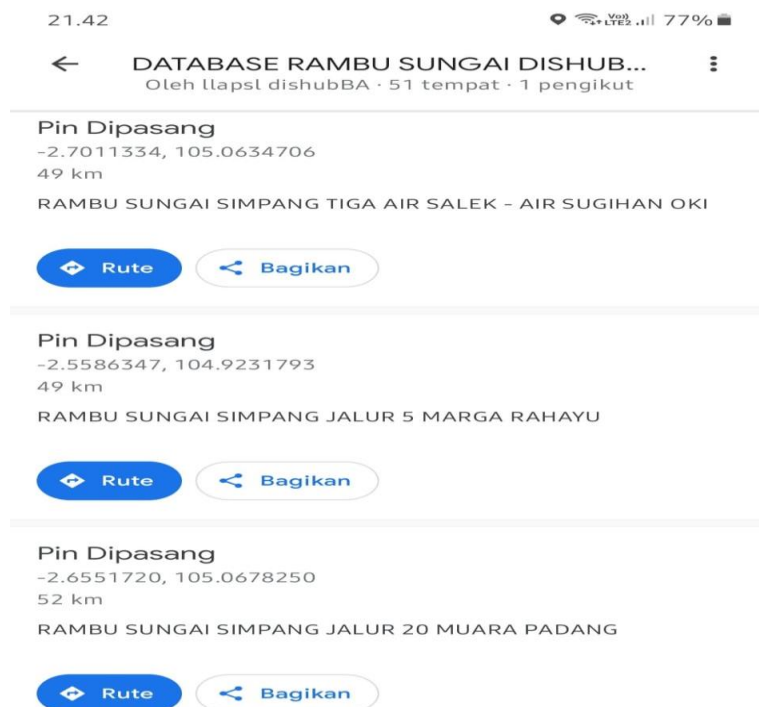 21.42
Vo)) LTE2 77%
DATABASE RAMBU SUNGAI DISHUB...
Oleh llapsl dishubBA · 51 tempat · 1 pengikut
Pin Dipasang
-2.7011334, 105.0634706
49 km
RAMBU SUNGAI SIMPANG TIGA AIR SALEK - AIR SUGIHAN OKI
Rute Bagikan
Pin Dipasang
-2.5586347, 104.9231793
49 km
RAMBU SUNGAI SIMPANG JALUR 5 MARGA RAHAYU
Rute Bagikan
Pin Dipasang
-2.6551720, 105.0678250
52 km
RAMBU SUNGAI SIMPANG JALUR 20 MUARA PADANG
Rute Bagikan